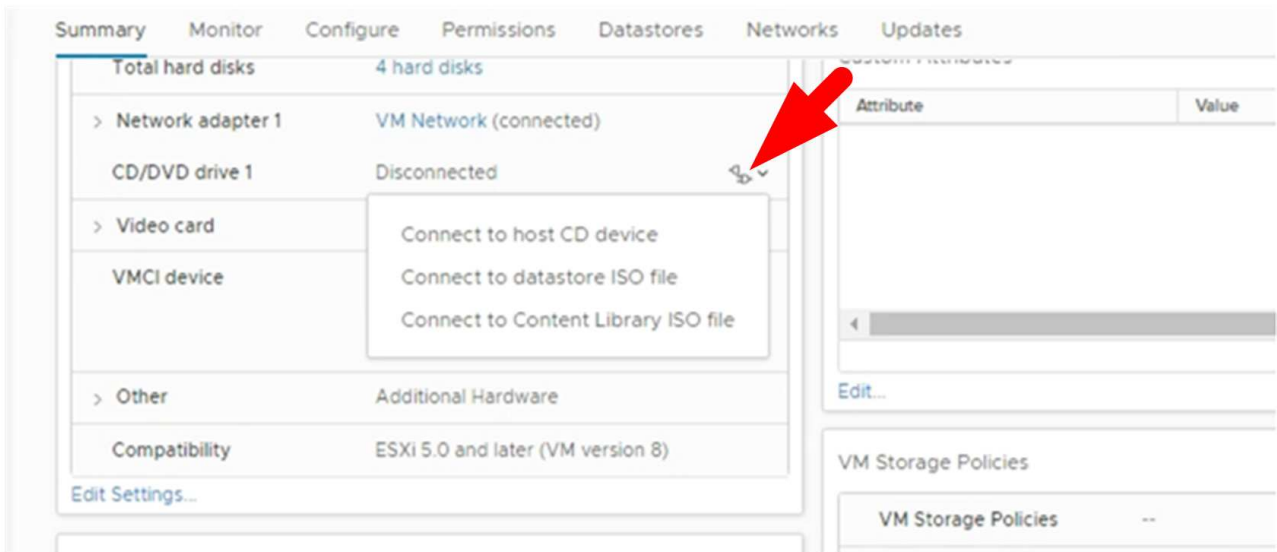 Summary Monitor Configure Permissions Datastores Networks Updates
Total hard disks 4 hard disks
> Network adapter 1 VM Network (connected)
CD/DVD drive 1 Disconnected
> Video card
Connect to host CD device
VMCI device
Connect to datastore ISO file
Connect to Content Library ISO file
> Other Additional Hardware
Compatibility ESXi 5.0 and later (VM version 8)
Edit Settings...
Custom Attributes
Attribute Value
Edit...
VM Storage Policies
VM Storage Policies --